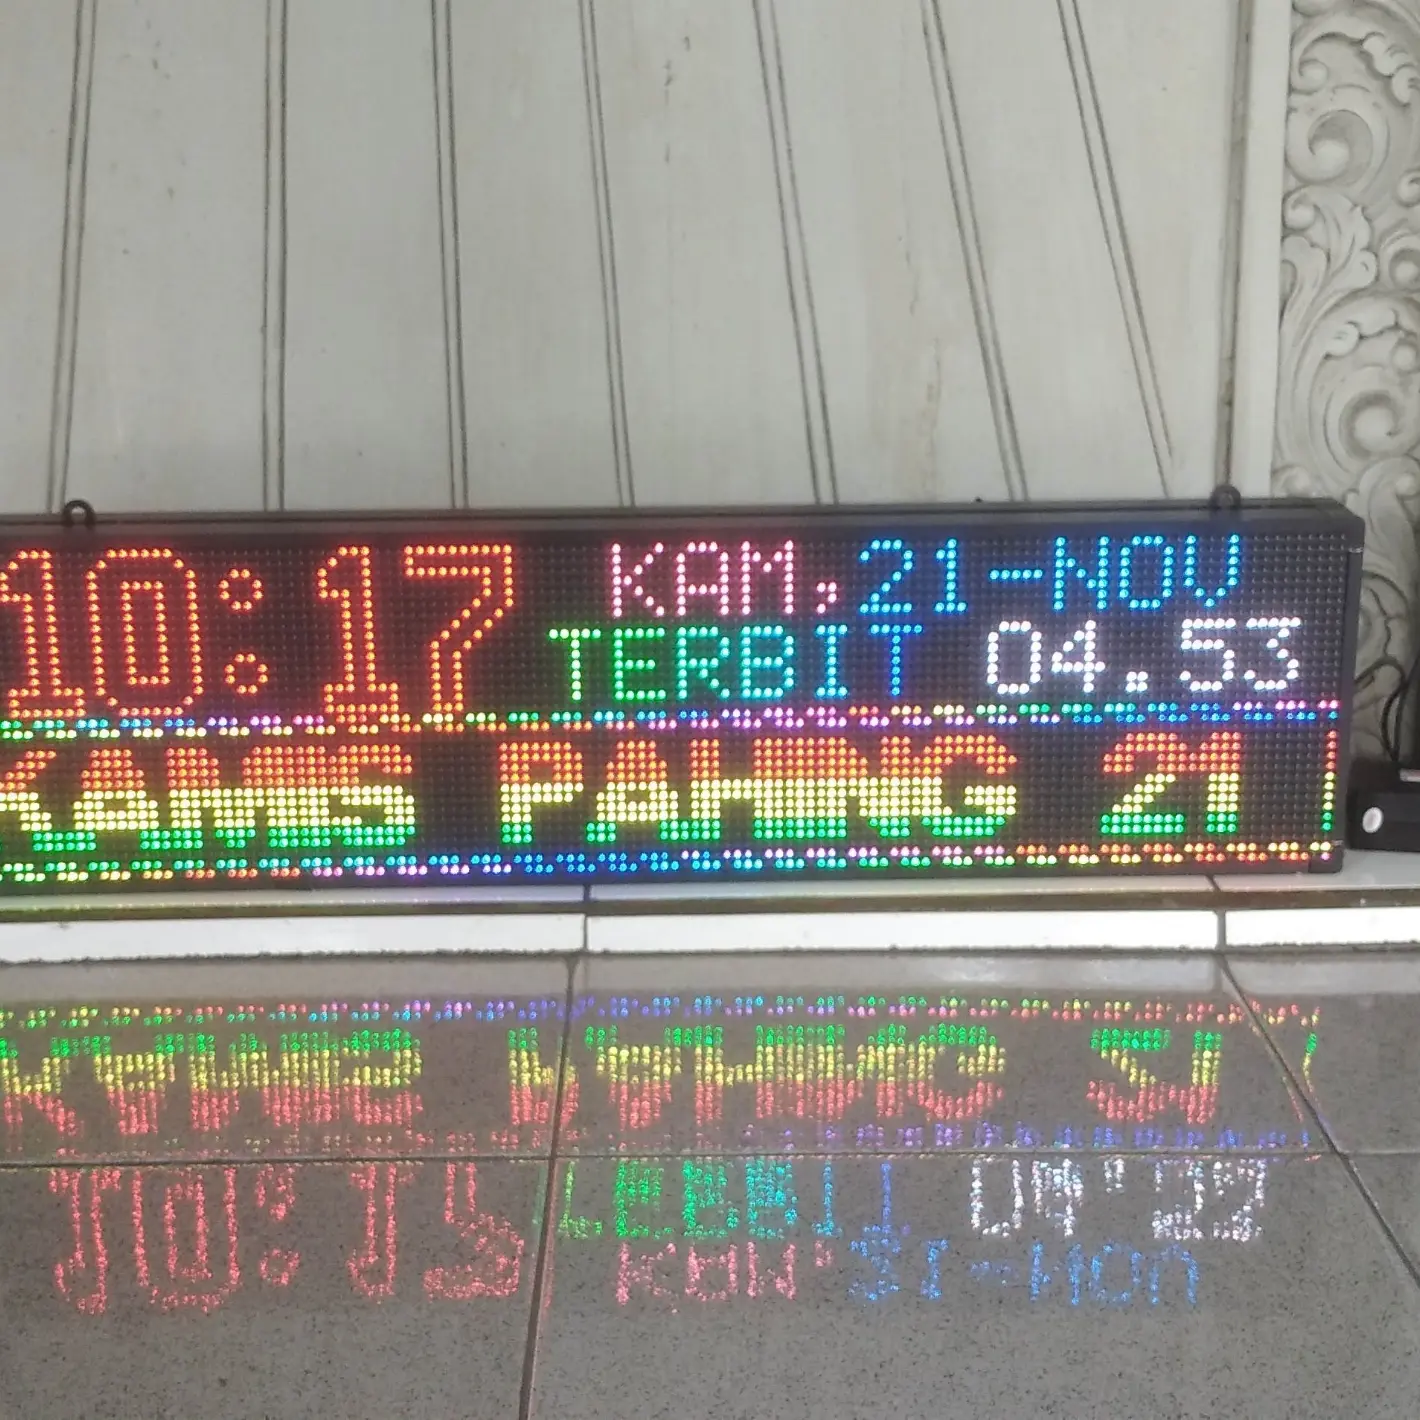 10:17
KAM,21-NOV
TERBIT 04.53
KAMIS PAHING 21